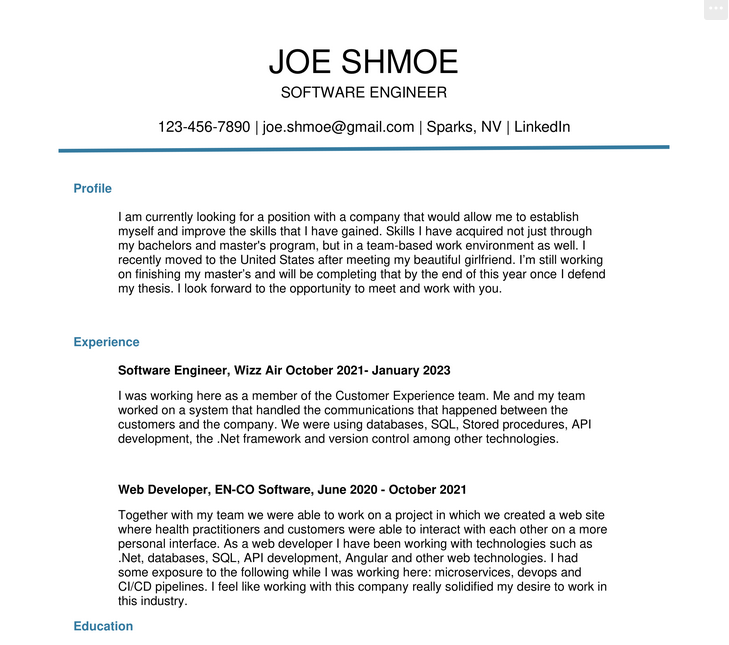 JOE SHMOE
SOFTWARE ENGINEER
123-456-7890 | joe.shmoe@gmail.com | Sparks, NV | LinkedIn
Profile
I am currently looking for a position with a company that would allow me to establish
myself and improve the skills that I have gained. Skills I have acquired not just through
my bachelors and master's program, but in a team-based work environment as well. I
recently moved to the United States after meeting my beautiful girlfriend. I'm still working
on finishing my master's and will be completing that by the end of this year once I defend
my thesis. I look forward to the opportunity to meet and work with you.
Experience
Software Engineer, Wizz Air October 2021- January 2023
I was working here as a member of the Customer Experience team. Me and my team
worked on a system that handled the communications that happened between the
customers and the company. We were using databases, SQL, Stored procedures, API
development, the .Net framework and version control among other technologies.
Web Developer, EN-CO Software, June 2020 - October 2021
Together with my team we were able to work on a project in which we created a web site
where health practitioners and customers were able to interact with each other on a more
personal interface. As a web developer I have been working with technologies such as
.Net, databases, SQL, API development, Angular and other web technologies. I had
some exposure to the following while I was working here: microservices, devops and
CI/CD pipelines. I feel like working with this company really solidified my desire to work in
this industry.
Education